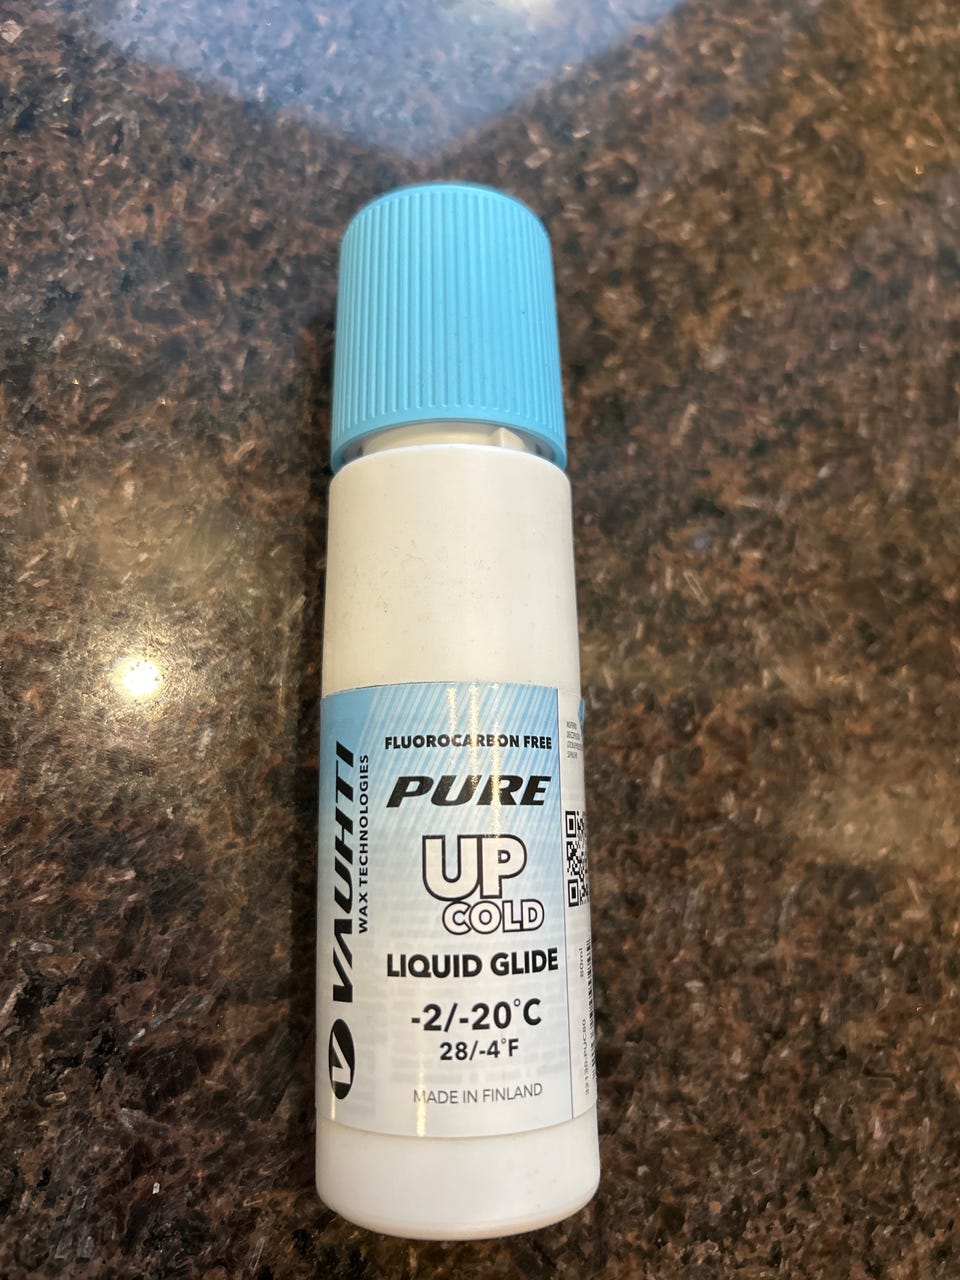 FLUOROCARBON FREE
PURE
UP
COLD
LIQUID GLIDE
-2/-20°C
28/-4°F
MADE IN FINLAND
VAUHTI
WAX TECHNOLOGIES
V
80ml